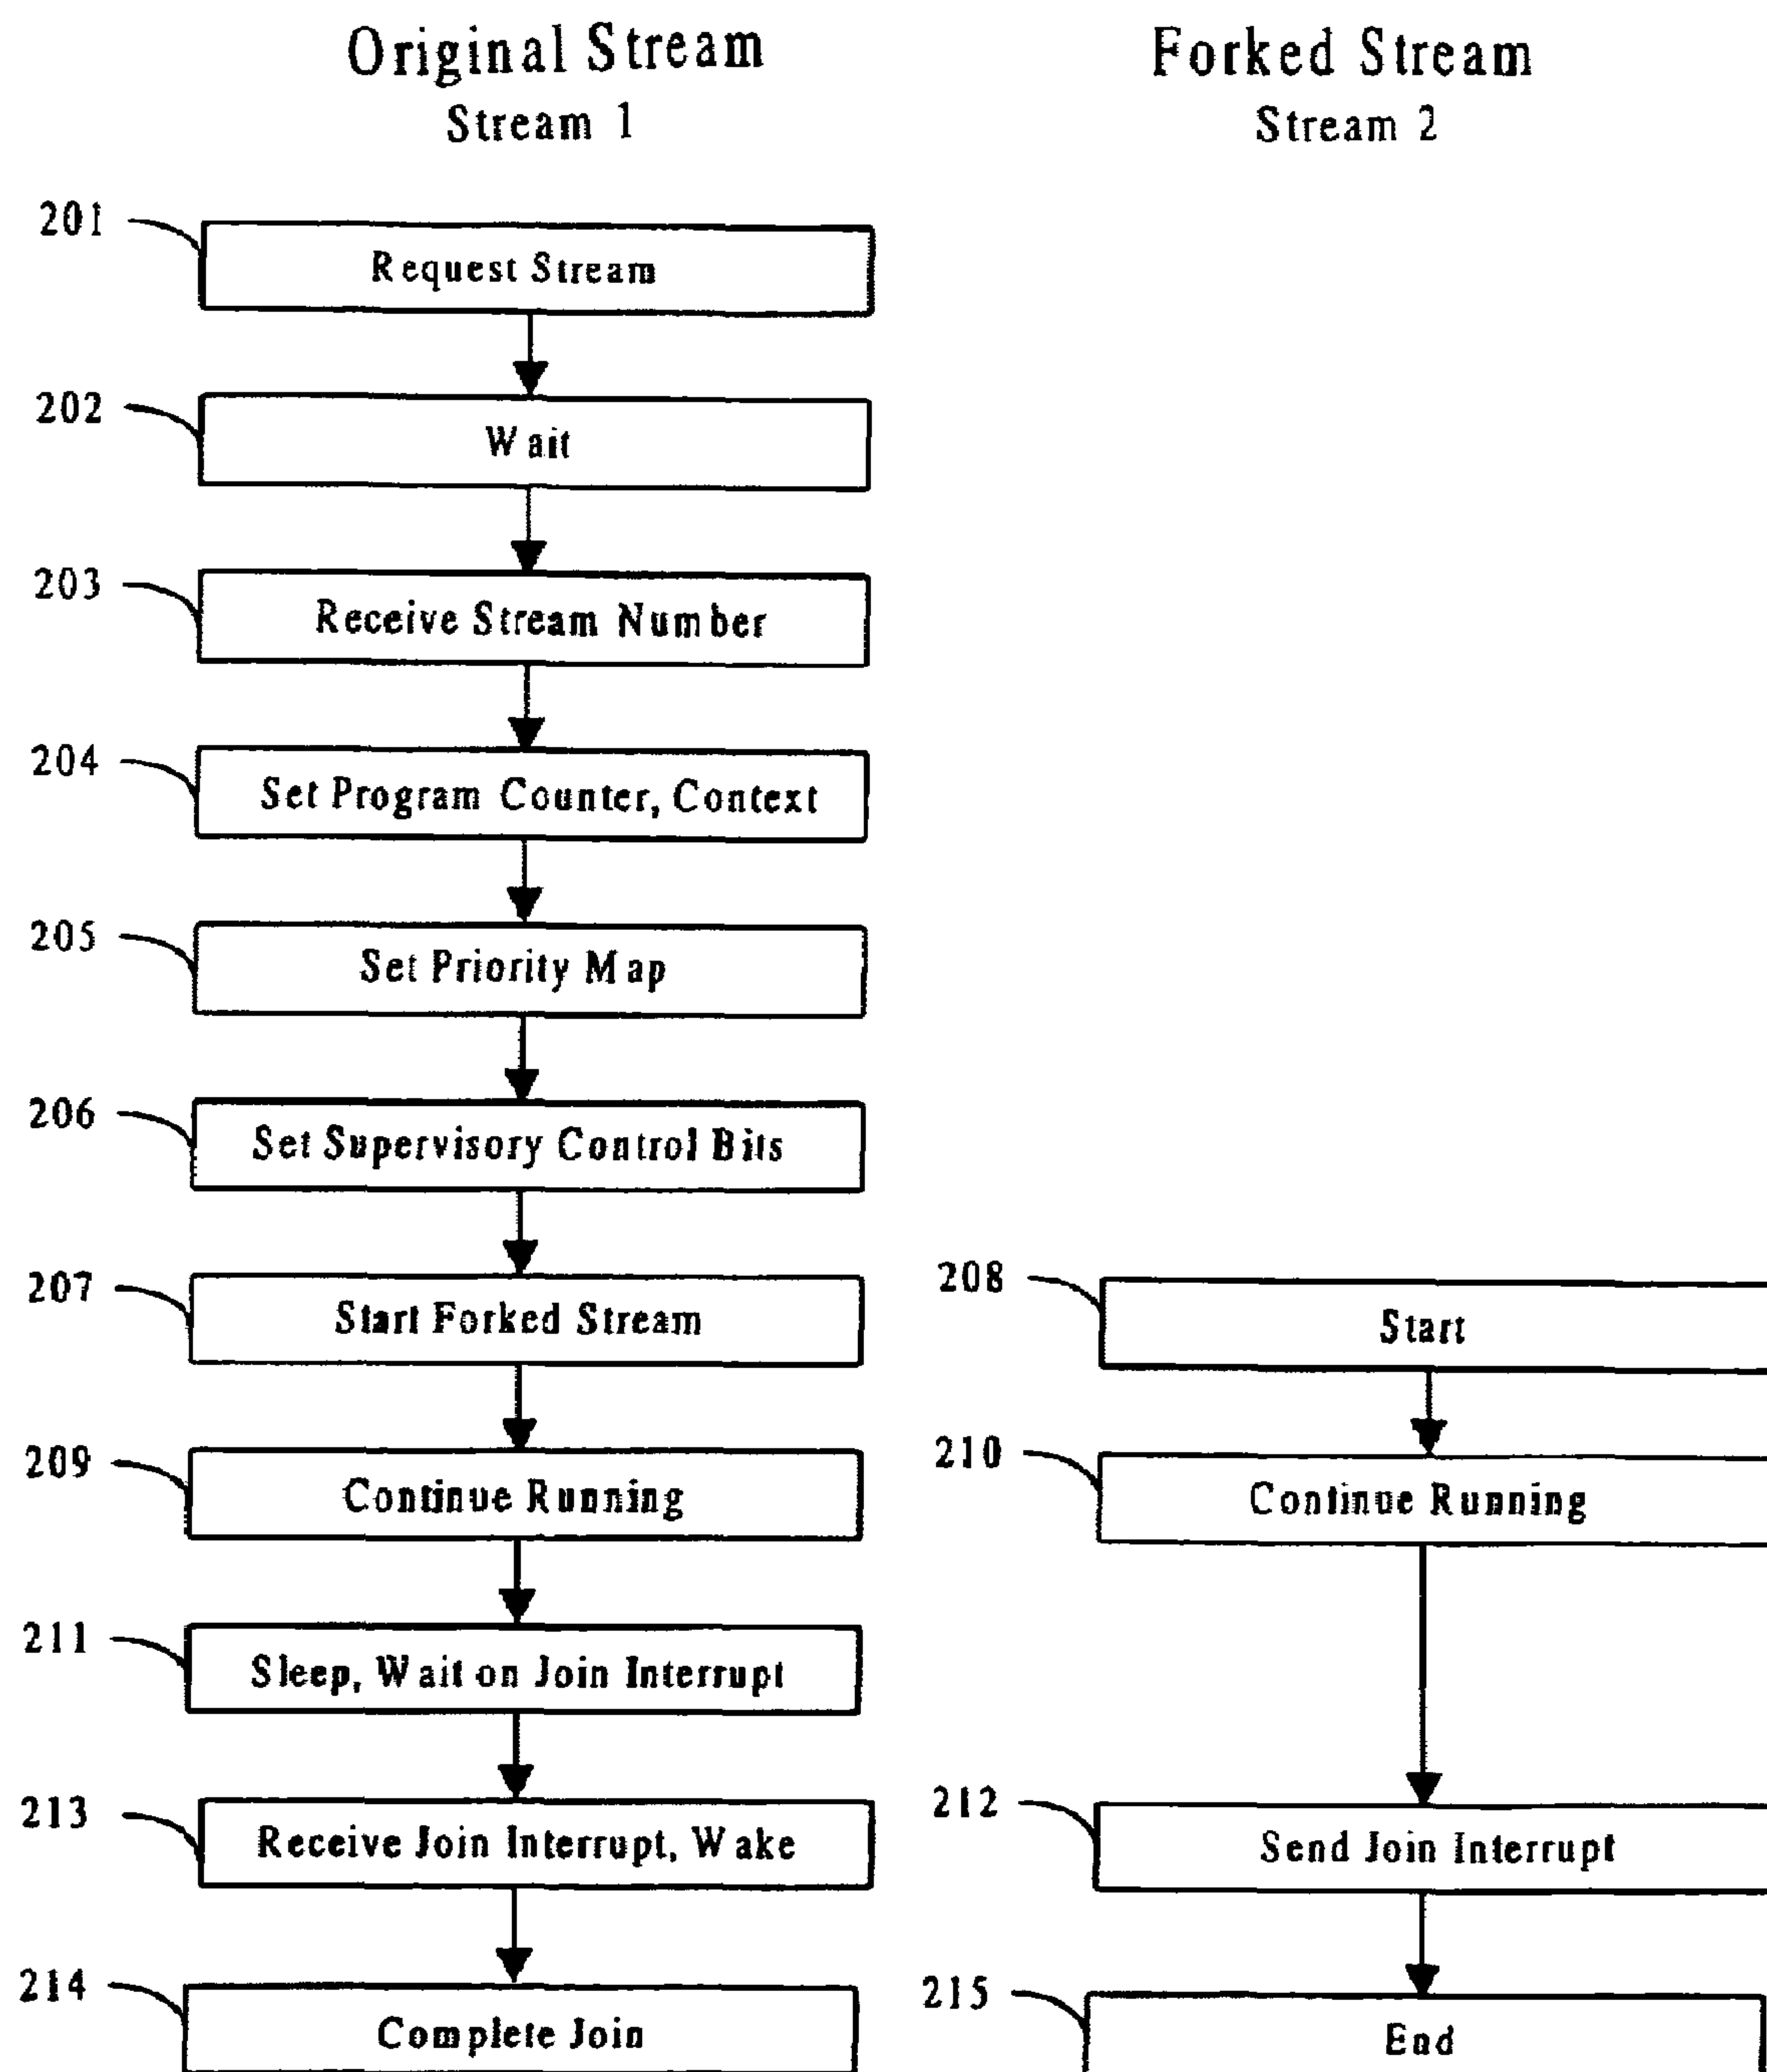 Original Stream
Stream 1
Forked Stream
Stream 2
201
Request Stream
202
Wait
203
Receive Stream Number
204
Set Program Counter, Context
205
Set Priority Map
206
Set Supervisory Control Bits
207
Start Forked Stream
208
Start
209
Continue Running
210
Continue Running
211
Sleep, Wait on Join Interrupt
212
Send Join Interrupt
213
Receive Join Interrupt, Wake
214
Complete Join
215
End